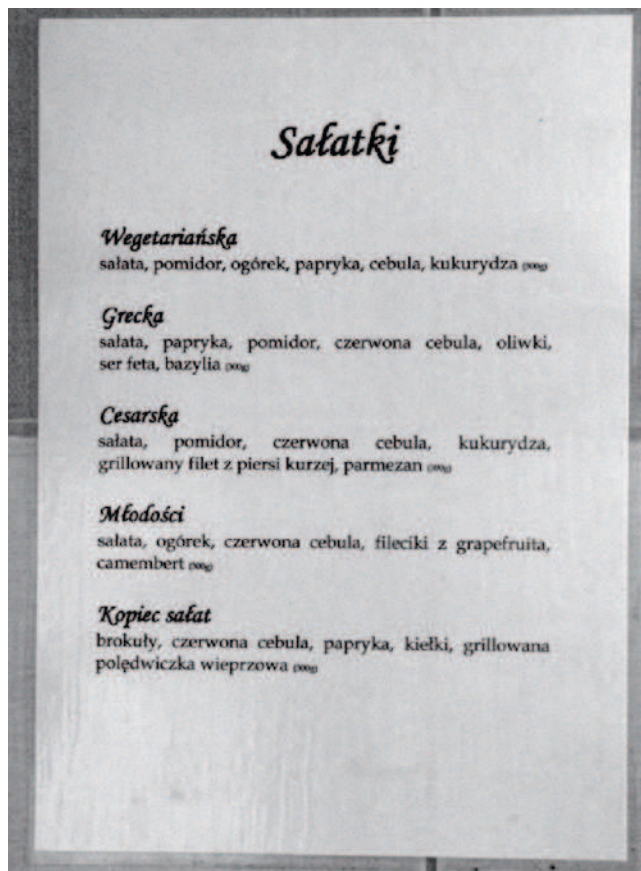 Sałatki
Wegetariańska
sałata, pomidor, ogórek, papryka, cebula, kukurydza
Grecka
sałata, papryka, pomidor, czerwona cebula, oliwki,
ser feta, bazylia
Cesarska
sałata, pomidor, czerwona cebula, kukurydza,
grillowany filet z piersi kurzej, parmezan
Młodości
sałata, ogórek, czerwona cebula, fileciki z grapefruita,
camembert
Kopiec sałat
brokuły, czerwona cebula, papryka, kiełki, grillowana
polędwiczka wieprzowa